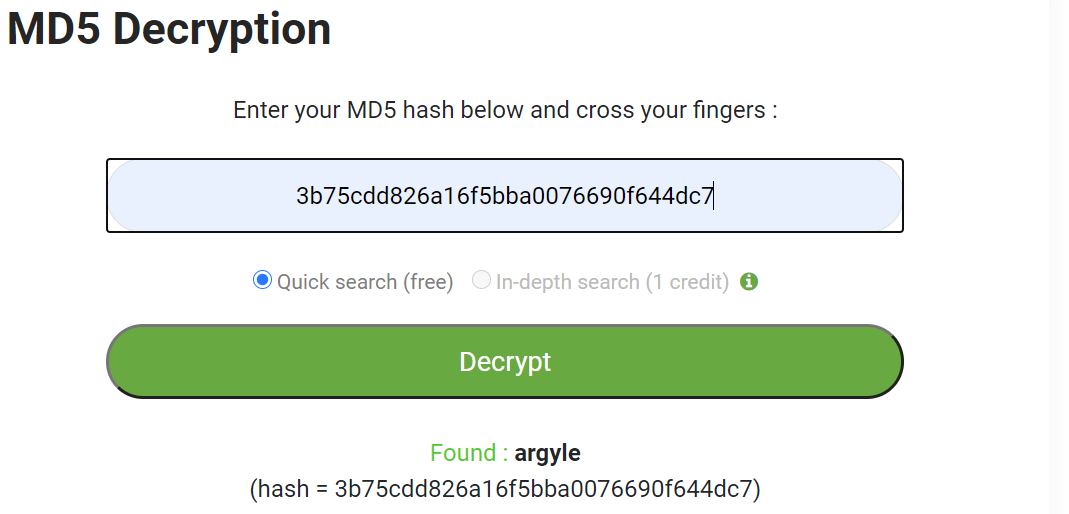 MD5 Decryption
Enter your MD5 hash below and cross your fingers :
3b75cdd826a16f5bba0076690f644dc7
Quick search (free) In-depth search (1 credit)
Decrypt
Found : argyle
(hash = 3b75cdd826a16f5bba0076690f644dc7)